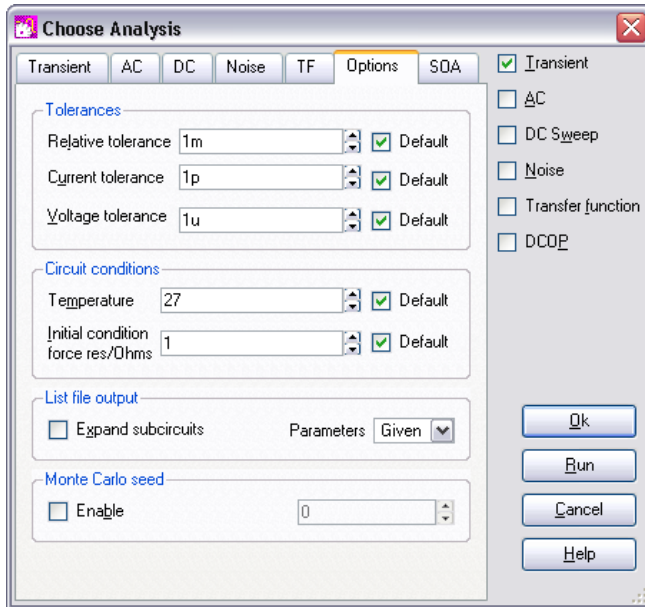 Choose Analysis
Transient AC DC Noise TF Options SOA
Tolerances
Relative tolerance 1m Default
Current tolerance 1p Default
Voltage tolerance 1u Default
Circuit conditions
Temperature 27 Default
Initial condition
force res/Ohms 1 Default
List file output
Expand subcircuits Parameters Given
Monte Carlo seed
Enable 0
Transient
AC
DC Sweep
Noise
Transfer function
DCOP
Ok
Run
Cancel
Help